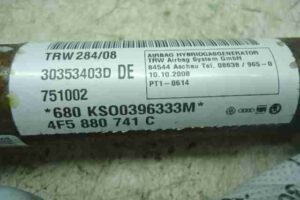 TRW 284/08
30353403D DE
751002
*680 KSO0396333M*
4F5 880 741 C
AIRBAG HYBRIDGASGENERATOR
TRW Airbag System GmbH
84544 Aschau Tel. 08638 / 965-0
10.10.2008
PT1-0614